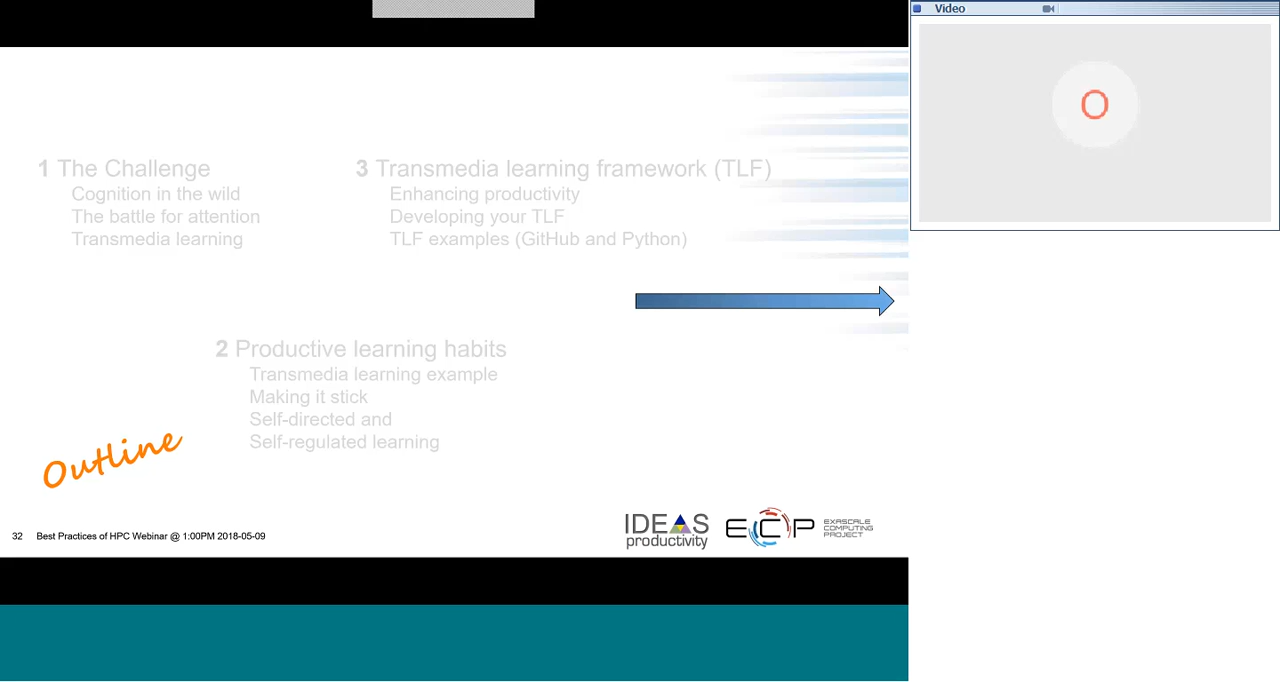 Video
O
1 The Challenge
Cognition in the wild
The battle for attention
Transmedia learning
3 Transmedia learning framework (TLF)
Enhancing productivity
Developing your TLF
TLF examples (GitHub and Python)
2 Productive learning habits
Transmedia learning example
Making it stick
Self-directed and
Self-regulated learning
Outline
32 Best Practices of HPC Webinar @ 1:00PM 2018-05-09
IDEAS
productivity
ECP
EXASCALE
COMPUTING
PROJECT